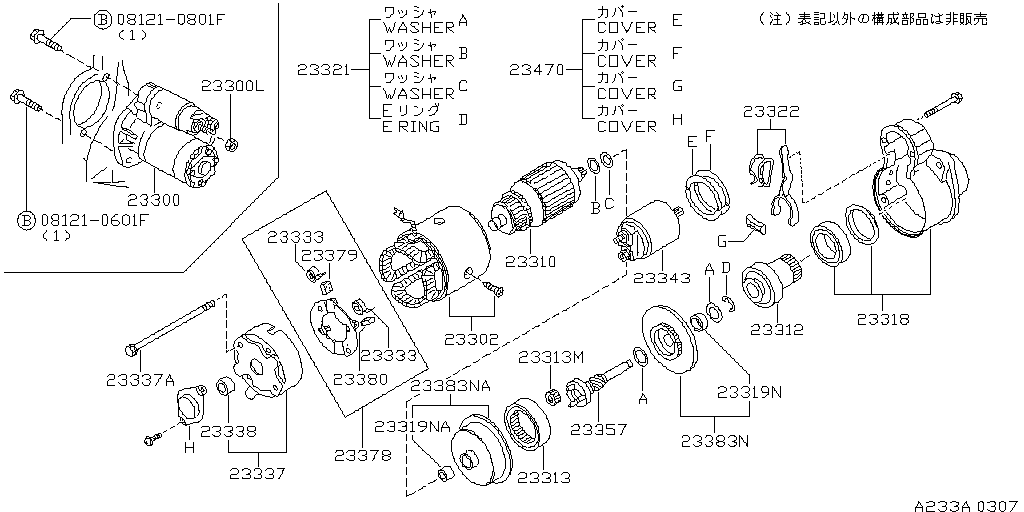 B 08121-0801F
(1)
23300L
23300
B 08121-0601F
(1)
23321
ワッシャ
WASHER A
ワッシャ
WASHER B
ワッシャ
WASHER C
E リング
E RING D
23470
カバー
COVER E
カバー
COVER F
カバー
COVER G
カバー
COVER H
(注) 表記以外の構成部品は非販売
23322
E F
B C
G
23310
23343
A D
23312
23318
23333
23379
23302
23333
23380
23378
23337A
23338
H
23337
23383NA
23319NA
23313M
23313
23357
A
23319N
23383N
A233A 0307